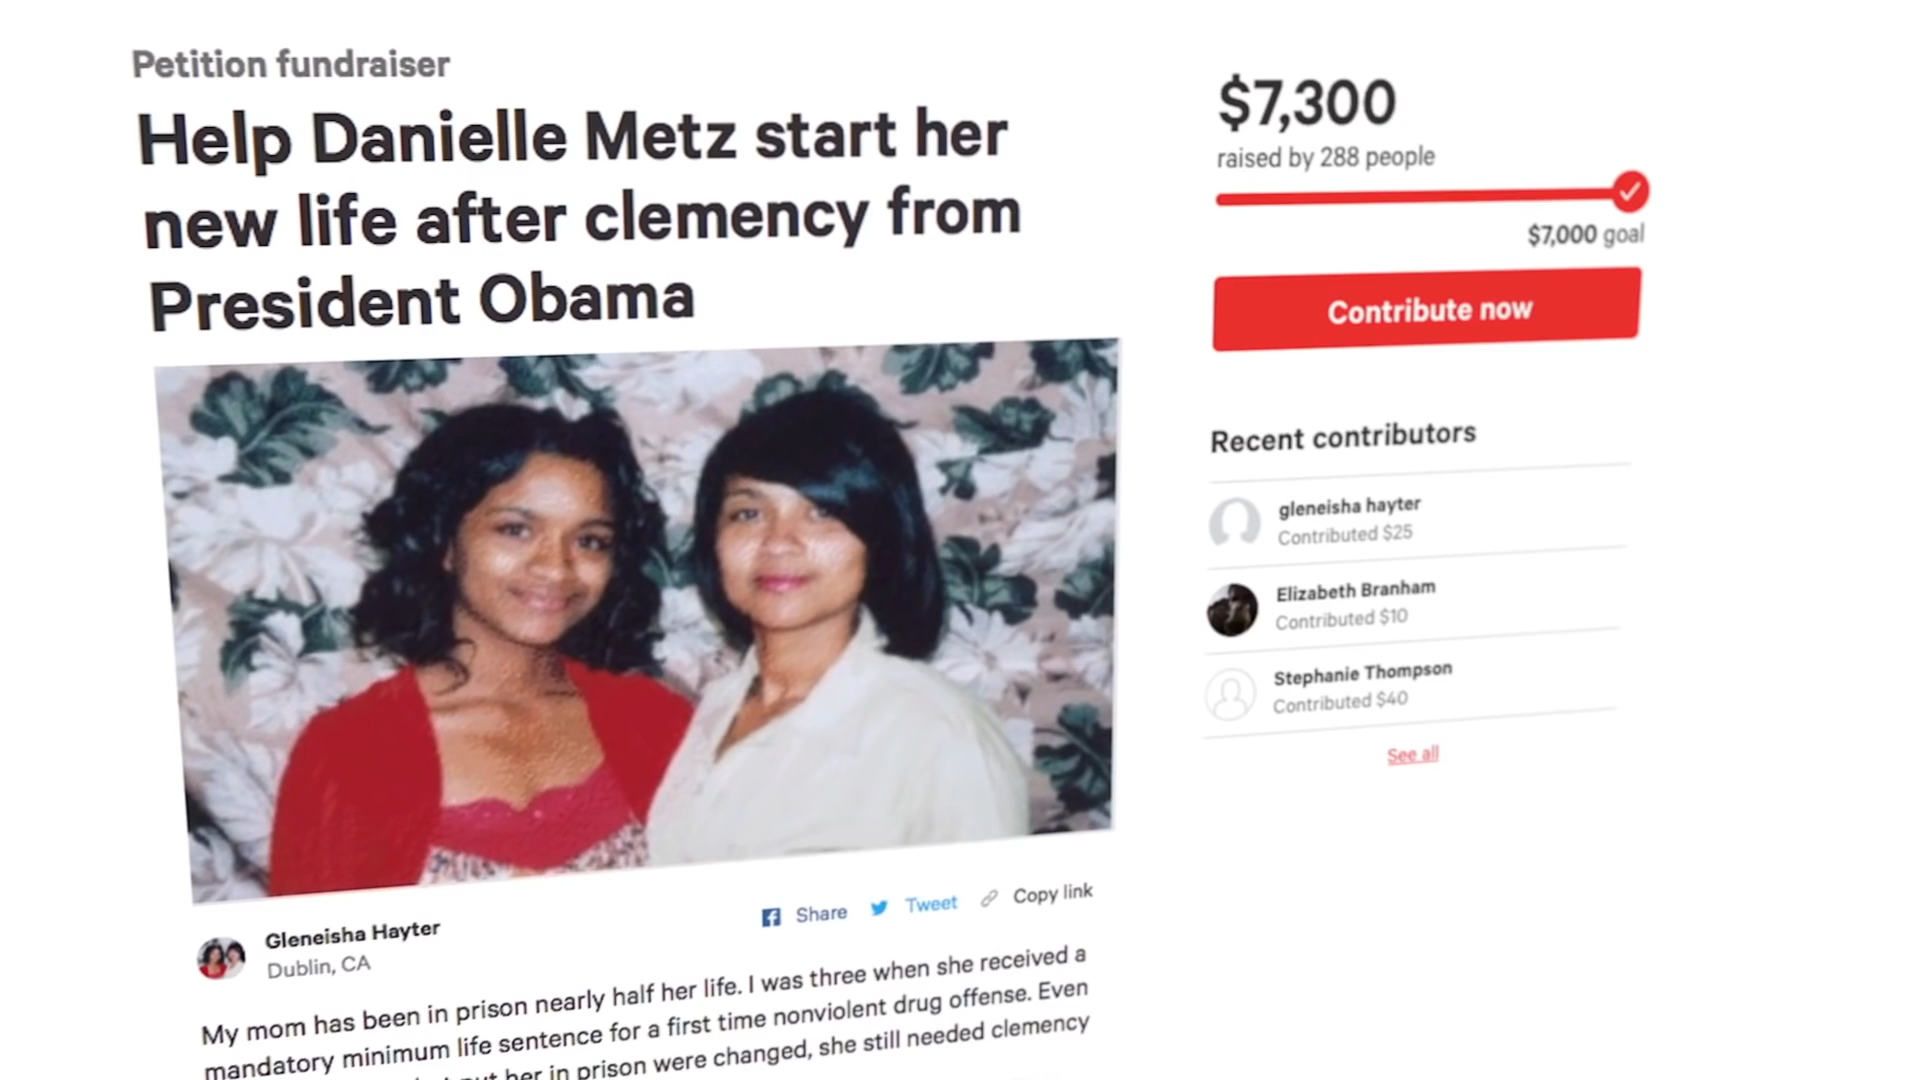 Petition fundraiser
Help Danielle Metz start her
new life after clemency from
President Obama
$7,300
raised by 288 people
$7,000 goal
Contribute now
Recent contributors
gleneisha hayter
Contributed $25
Elizabeth Branham
Contributed $10
Stephanie Thompson
Contributed $40
See all
Gleneisha Hayter
Dublin, CA
Share Tweet Copy link
My mom has been in prison nearly half her life. I was three when she received a
mandatory minimum life sentence for a first time nonviolent drug offense. Even
her in prison were changed, she still needed clemency